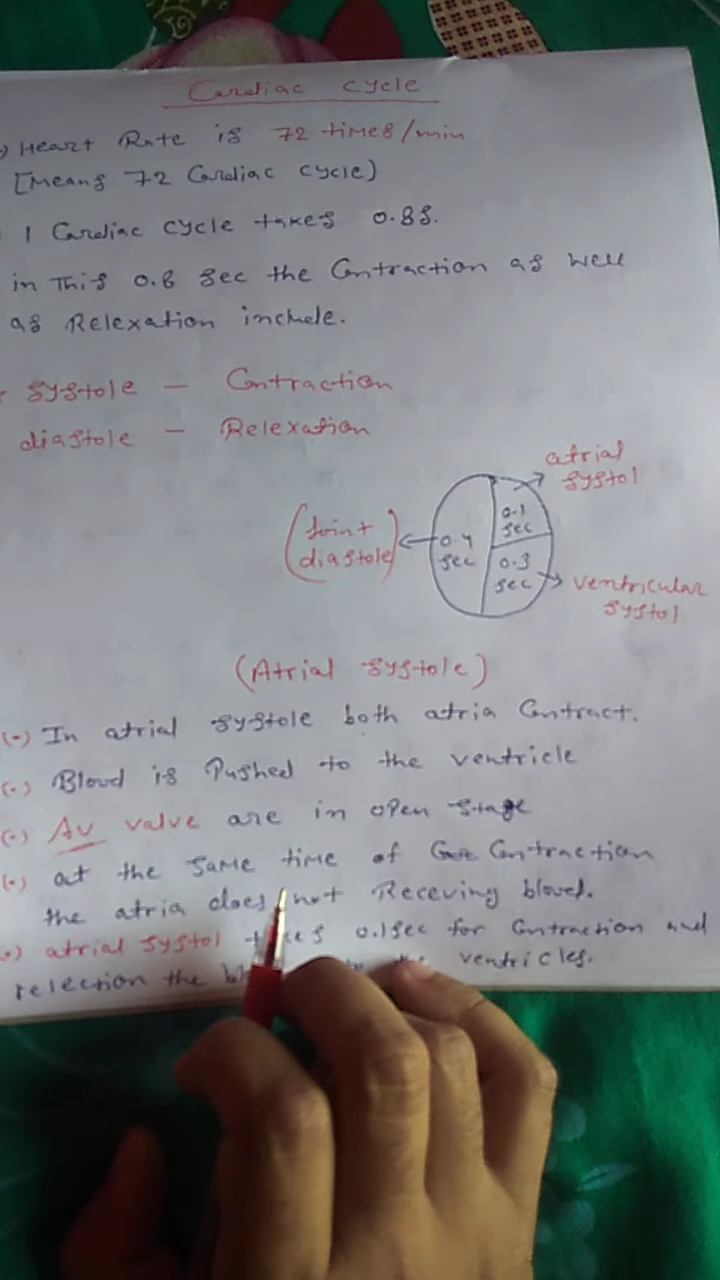 Cardiac cycle
Heart Rate is 72 times/min
[Means 72 Cardiac cycle)
1 Cardiac cycle takes 0.8s.
in This 0.8 sec the Contraction as well
as Relexation include.
systole – Contraction
diastole – Relexation
atrial
systol
0.1
sec
(Joint
diastole)
0.4
sec
0.3
sec
ventricular
systol
(Atrial systole)
(•) In atrial systole both atria Contract.
(•) Blood is Pushed to the ventricle
(•) AV valve are in open stage
(•) at the same time of Contraction
the atria does not Receving blood.
atrial systol takes 0.1sec for Contraction and
relection the ventricles.